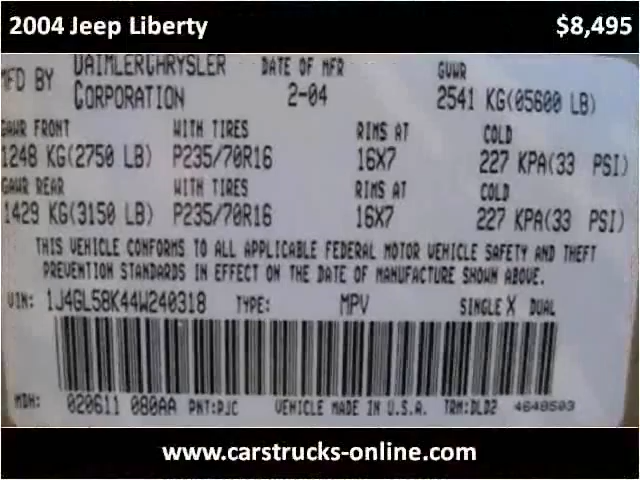 2004 Jeep Liberty $8,495
MFD BY DAIMLERCHRYSLER CORPORATION DATE OF MFR 2-04 GVWR 2541 KG(05600 LB)
GAWR FRONT WITH TIRES RIMS AT COLD
1248 KG(2750 LB) P235/70R16 16X7 227 KPA(33 PSI)
GAWR REAR WITH TIRES RIMS AT COLD
1429 KG(3150 LB) P235/70R16 16X7 227 KPA(33 PSI)
THIS VEHICLE CONFORMS TO ALL APPLICABLE FEDERAL MOTOR VEHICLE SAFETY AND THEFT
PREVENTION STANDARDS IN EFFECT ON THE DATE OF MANUFACTURE SHOWN ABOVE.
VIN: 1J4GL58K44W240318 TYPE: MPV SINGLE X DUAL
MDH: 020611 080AA PNT:PJC VEHICLE MADE IN U.S.A. TRM:DLD2 4648503
www.carstrucks-online.com